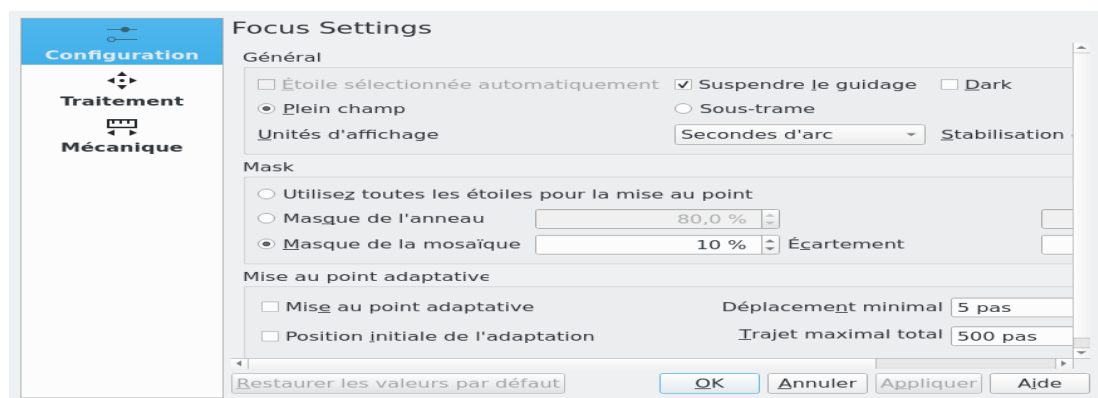 Configuration
Traitement
Mécanique
Focus Settings
Général
Étoile sélectionnée automatiquement Suspendre le guidage Dark
Plein champ Sous-trame
Unités d'affichage Secondes d'arc Stabilisation
Mask
Utilisez toutes les étoiles pour la mise au point
Masque de l'anneau 80,0 %
Masque de la mosaïque 10 % Écartement
Mise au point adaptative
Mise au point adaptative Déplacement minimal 5 pas
Position initiale de l'adaptation Trajet maximal total 500 pas
Restaurer les valeurs par défaut OK Annuler Appliquer Aide